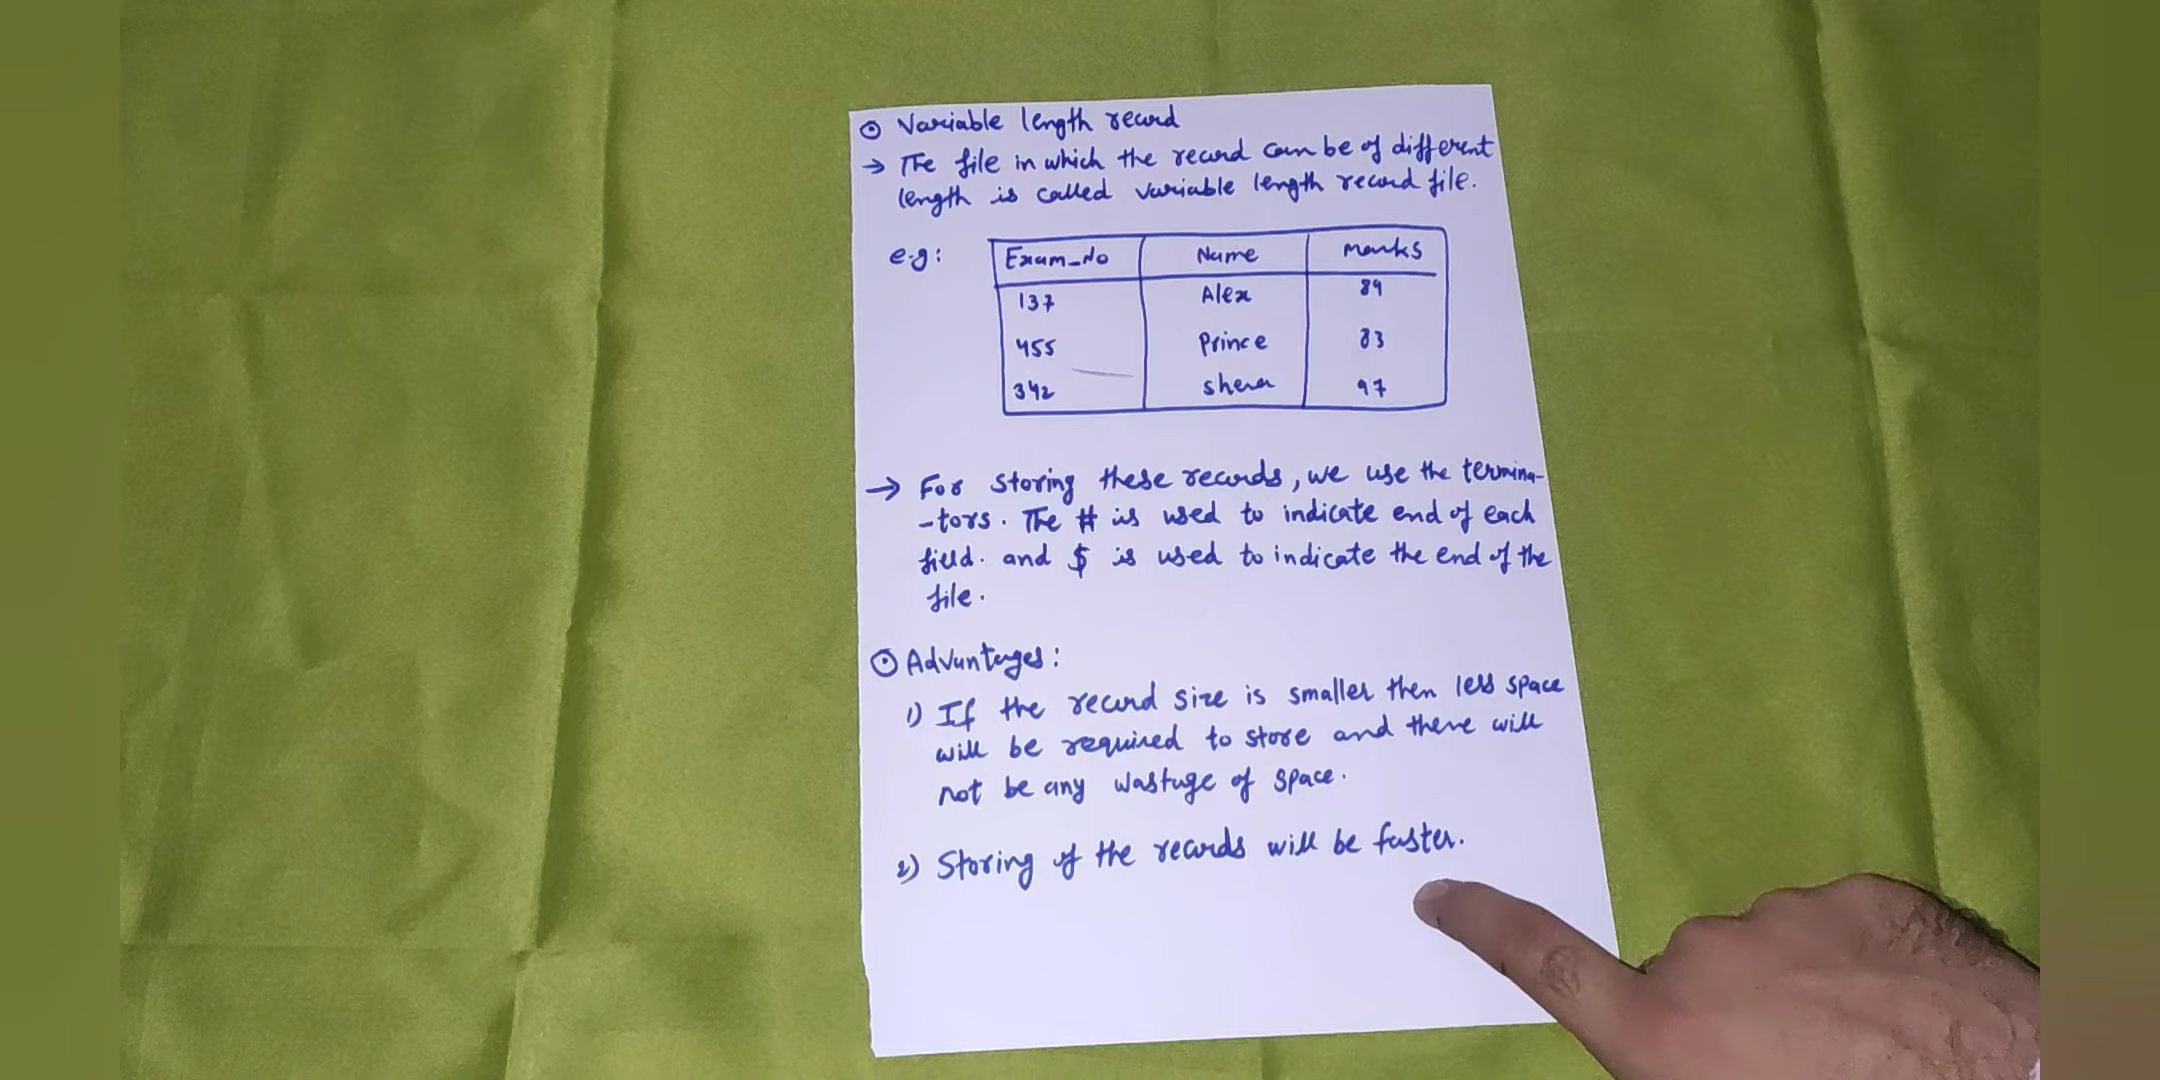 ⊙ Variable length record
→ The file in which the record can be of different
length is called variable length record file.
e.g:
Exam_No Name Marks
137 Alex 89
455 Prince 83
342 shera 97
→ For storing these records, we use the termina-
-tors. The # is used to indicate end of each
field. and $ is used to indicate the end of the
file.
⊙ Advantages:
1) If the record size is smaller then less space
will be required to store and there will
not be any wastage of space.
2) Storing of the records will be faster.